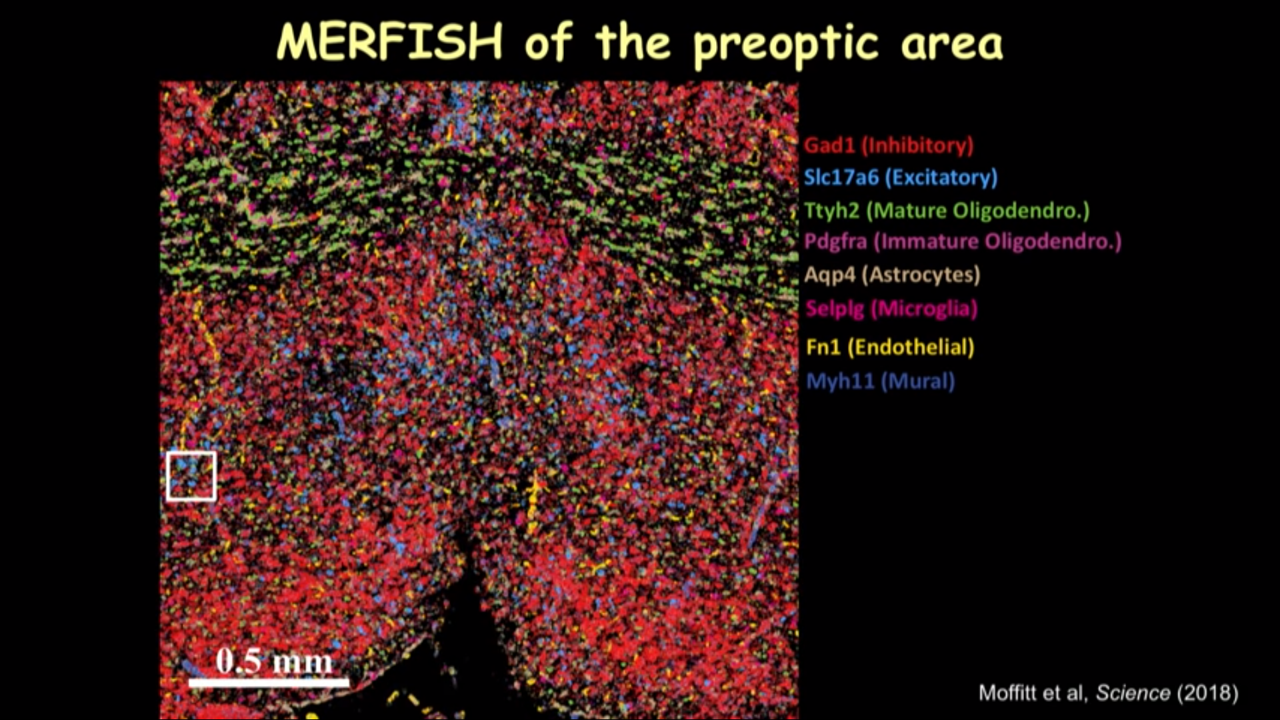 MERFISH of the preoptic area
Gad1 (Inhibitory)
Slc17a6 (Excitatory)
Ttyh2 (Mature Oligodendro.)
Pdgfra (Immature Oligodendro.)
Aqp4 (Astrocytes)
Selplg (Microglia)
Fn1 (Endothelial)
Myh11 (Mural)
0.5 mm
Moffitt et al, Science (2018)